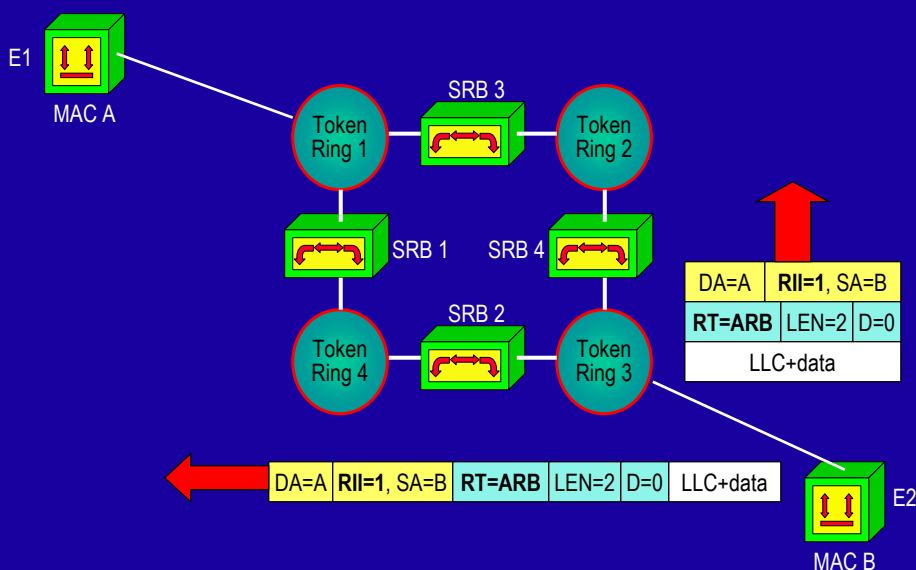 E1
MAC A
SRB 3
Token
Ring 1
Token
Ring 2
SRB 1
SRB 4
DA=A RII=1, SA=B
RT=ARB LEN=2 D=0
LLC+data
SRB 2
Token
Ring 4
Token
Ring 3
DA=A RII=1, SA=B RT=ARB LEN=2 D=0 LLC+data
E2
MAC B